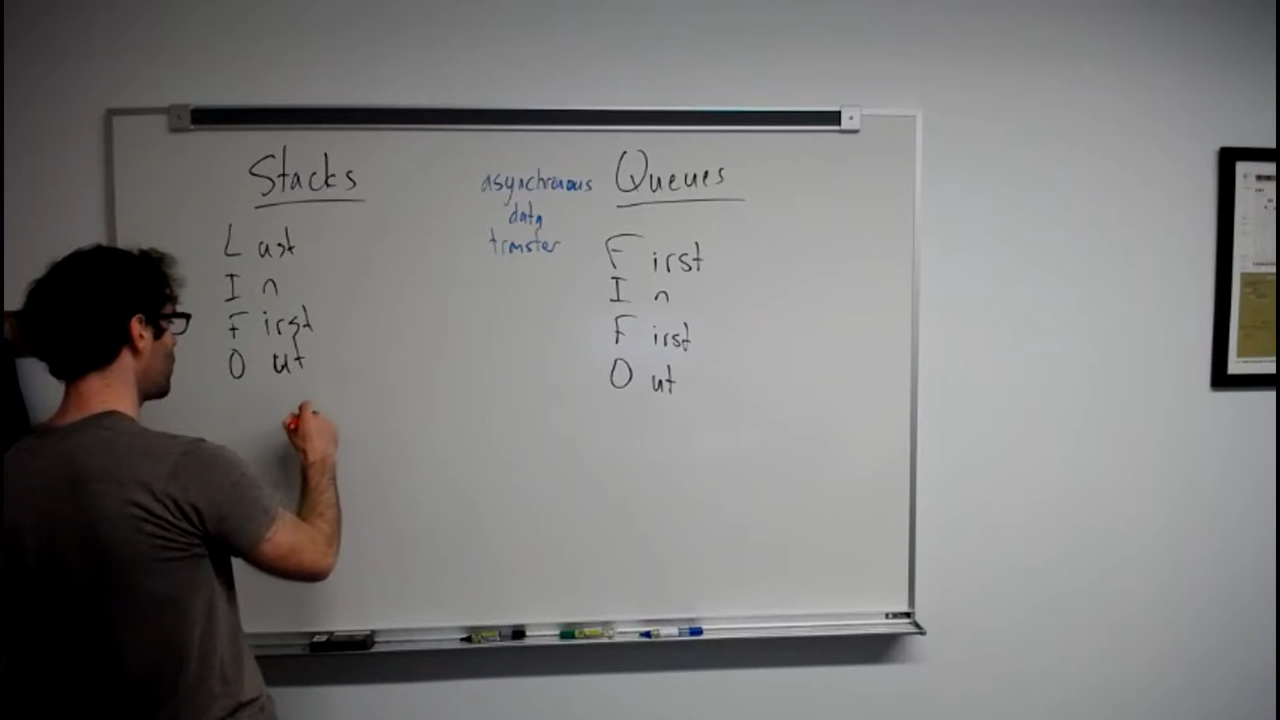 Stacks
Last
In
First
Out
asynchronous
data
transfer
Queues
First
In
First
Out